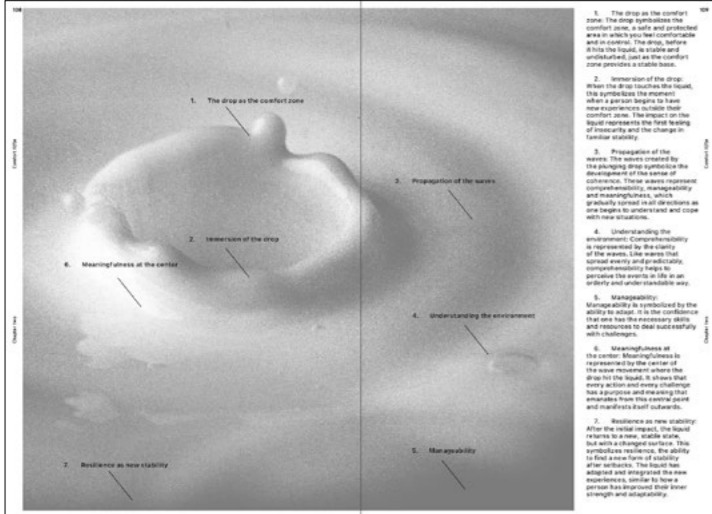 108
109
Comfort zone
Chapter two
1. The drop as the comfort zone
3. Propagation of the waves
2. Immersion of the drop
6. Meaningfulness at the center
4. Understanding the environment
7. Resilience as new stability
5. Manageability
1. The drop as the comfort
zone: The drop symbolizes the
comfort zone, a safe and protected
area in which you feel comfortable
and in control. The drop, before
it hits the liquid, is stable and
undisturbed, just as the comfort
zone provides a stable base.
2. Immersion of the drop:
When the drop touches the liquid,
this symbolizes the moment
when a person begins to have
new experiences outside their
comfort zone. The impact on the
liquid represents the first feeling
of insecurity and the change in
familiar stability.
3. Propagation of the
waves: The waves created by
the plunging drop symbolize the
development of the sense of
coherence. These waves represent
comprehensibility, manageability
and meaningfulness, which
gradually spread in all directions as
one begins to understand and cope
with new situations.
4. Understanding the
environment: Comprehensibility
is represented by the clarity
of the waves. Like waves that
spread evenly and predictably,
comprehensibility helps to
perceive the events in life in an
orderly and understandable way.
5. Manageability:
Manageability is symbolized by the
ability to adapt. It is the confidence
that one has the necessary skills
and resources to deal successfully
with challenges.
6. Meaningfulness at
the center: Meaningfulness is
represented by the center of
the wave movement where the
drop hit the liquid. It shows that
every action and every challenge
has a purpose and meaning that
emanates from this central point
and manifests itself outwards.
7. Resilience as new stability:
After the initial impact, the liquid
returns to a new, stable state,
but with a changed surface. This
symbolizes resilience, the ability
to find a new form of stability
after setbacks. The liquid has
adapted and integrated the new
experiences, similar to how a
person has improved their inner
strength and adaptability.
Comfort zone
Chapter two